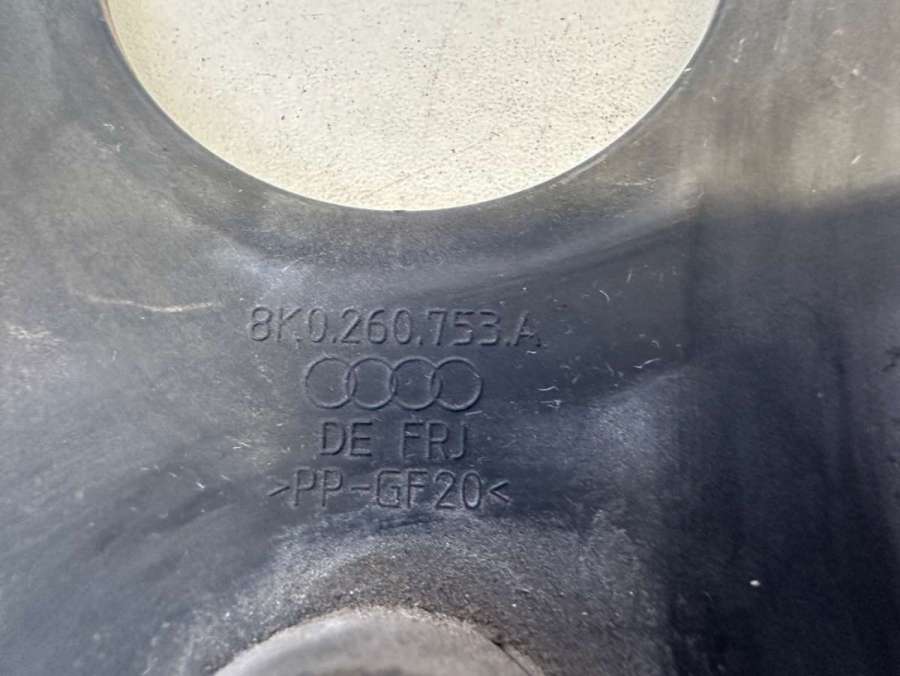 8K0.260.753.A
DE FRJ
>PP-GF20<